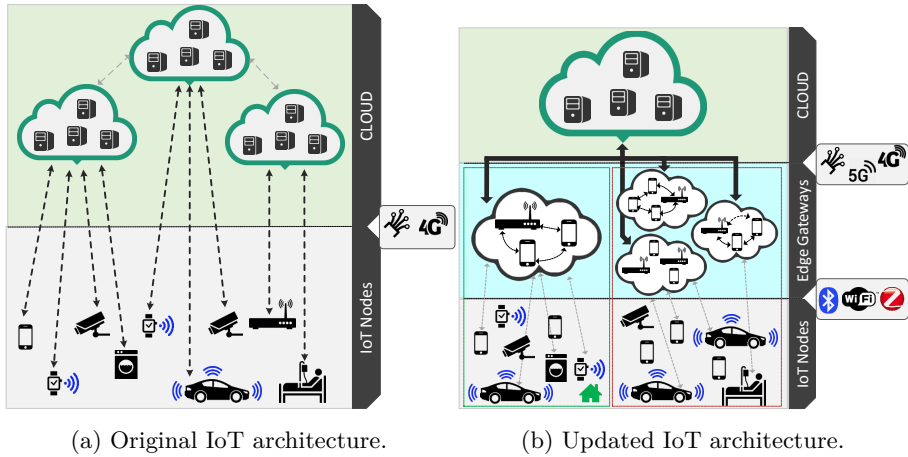 CLOUD
4G
IoT Nodes
(a) Original IoT architecture.
CLOUD
5G
4G
Edge Gateways
WiFi
IoT Nodes
(b) Updated IoT architecture.